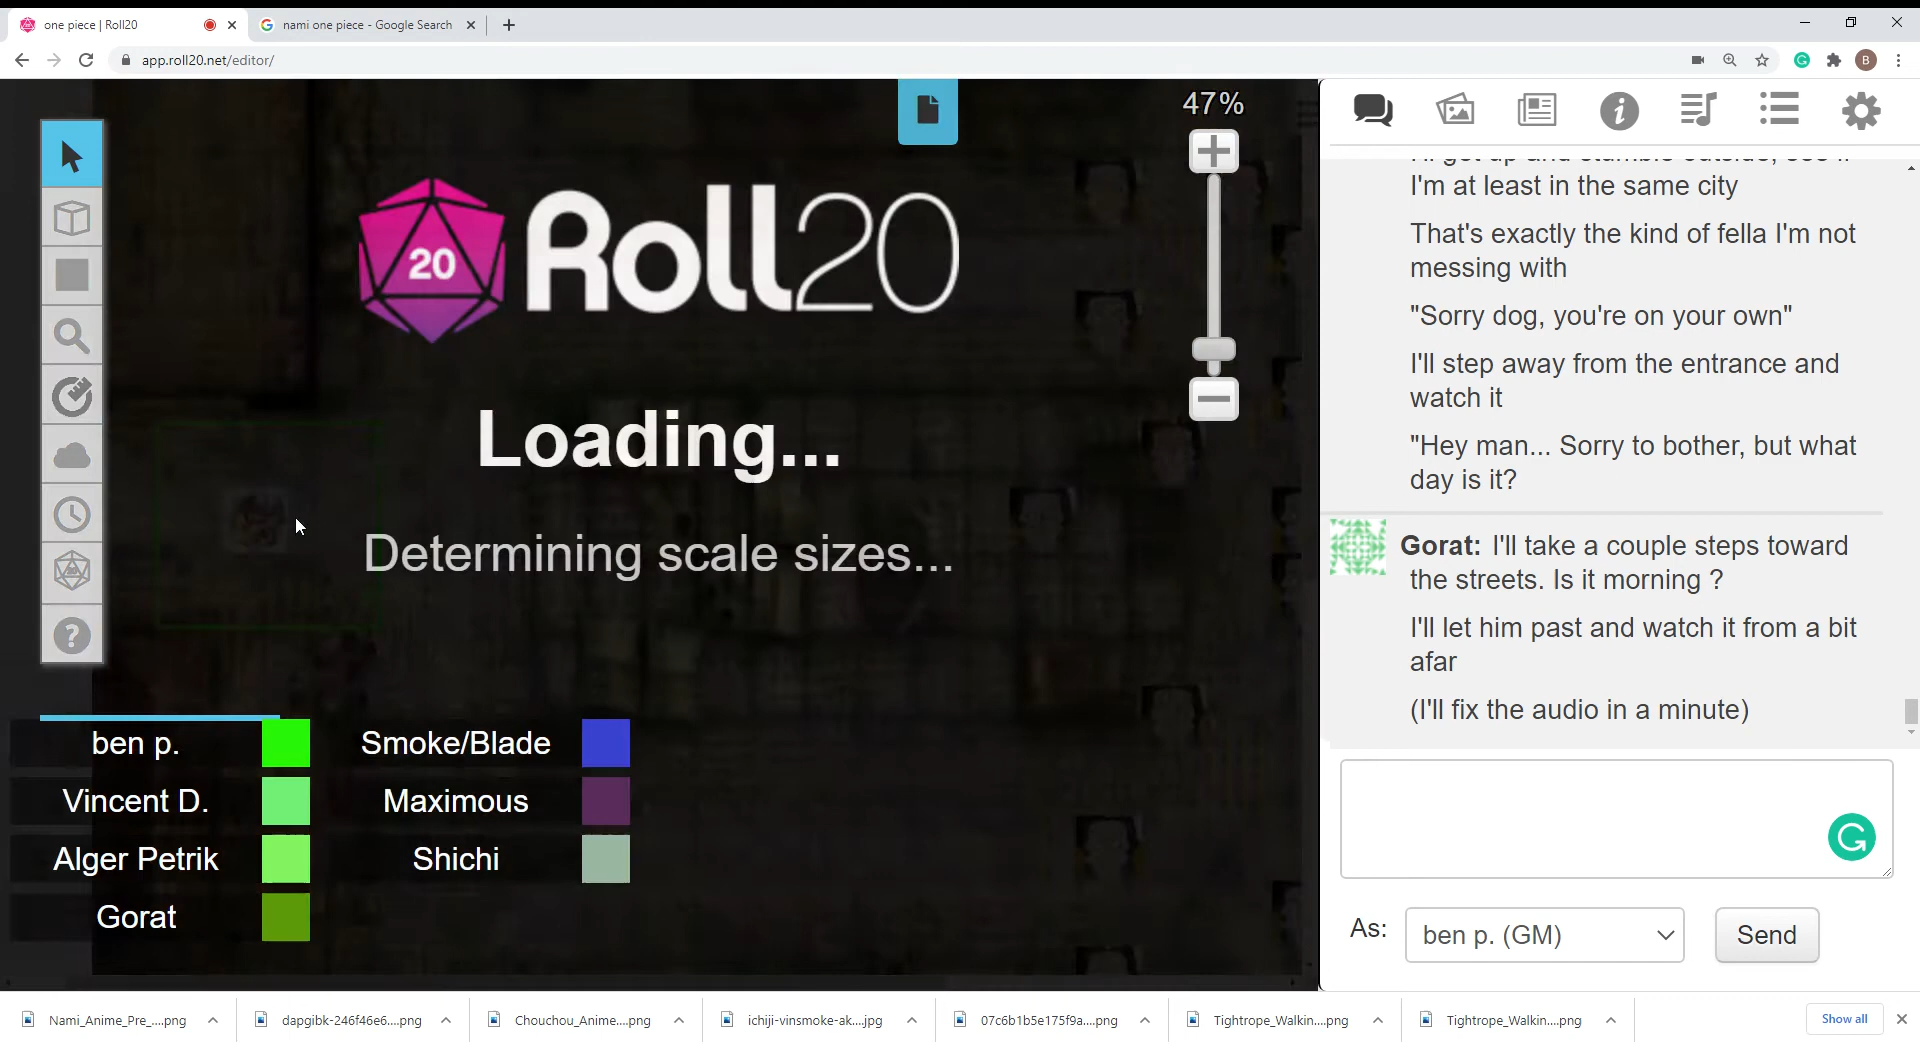 one piece | Roll20
nami one piece - Google Search
app.roll20.net/editor/
47%
20
Roll20
Loading...
Determining scale sizes...
20
?
ben p.
Smoke/Blade
Vincent D.
Maximous
Alger Petrik
Shichi
Gorat
I'm at least in the same city
That's exactly the kind of fella I'm not
messing with
"Sorry dog, you're on your own"
I'll step away from the entrance and
watch it
"Hey man... Sorry to bother, but what
day is it?
Gorat: I'll take a couple steps toward
the streets. Is it morning ?
I'll let him past and watch it from a bit
afar
(I'll fix the audio in a minute)
As:
ben p. (GM)
Send
Nami_Anime_Pre_....png
dapgibk-246f46e6....png
Chouchou_Anime....png
ichiji-vinsmoke-ak....jpg
07c6b1b5e175f9a....png
Tightrope_Walkin....png
Tightrope_Walkin....png
Show all
B